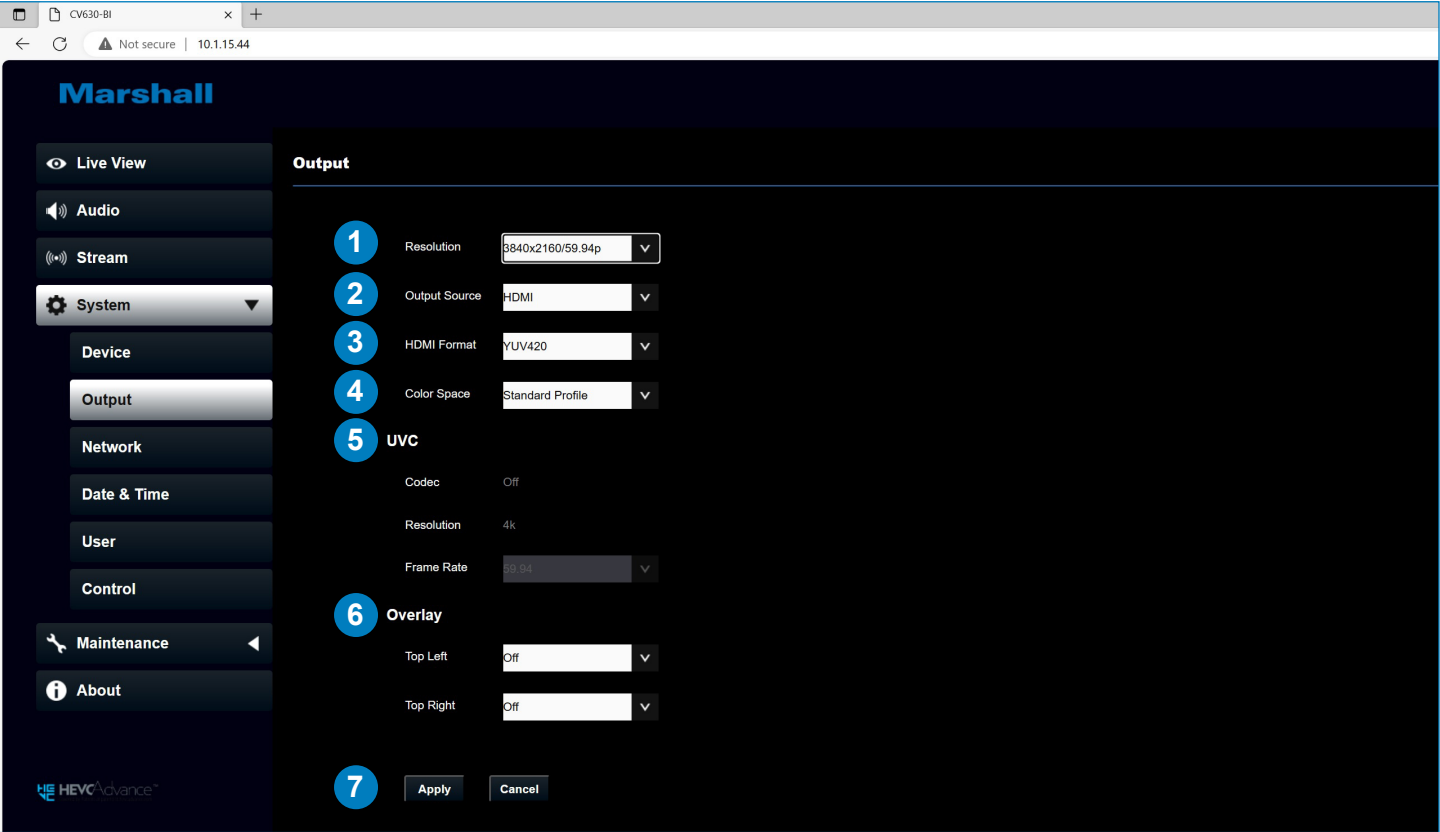 CV630-BI
Not secure | 10.1.15.44
Marshall
Live View
Audio
Stream
System
Device
Output
Network
Date & Time
User
Control
Maintenance
About
HEVCAdvance™
Output
1 Resolution 3840x2160/59.94p
2 Output Source HDMI
3 HDMI Format YUV420
4 Color Space Standard Profile
5 UVC
Codec Off
Resolution 4k
Frame Rate 59.94
6 Overlay
Top Left Off
Top Right Off
7 Apply Cancel